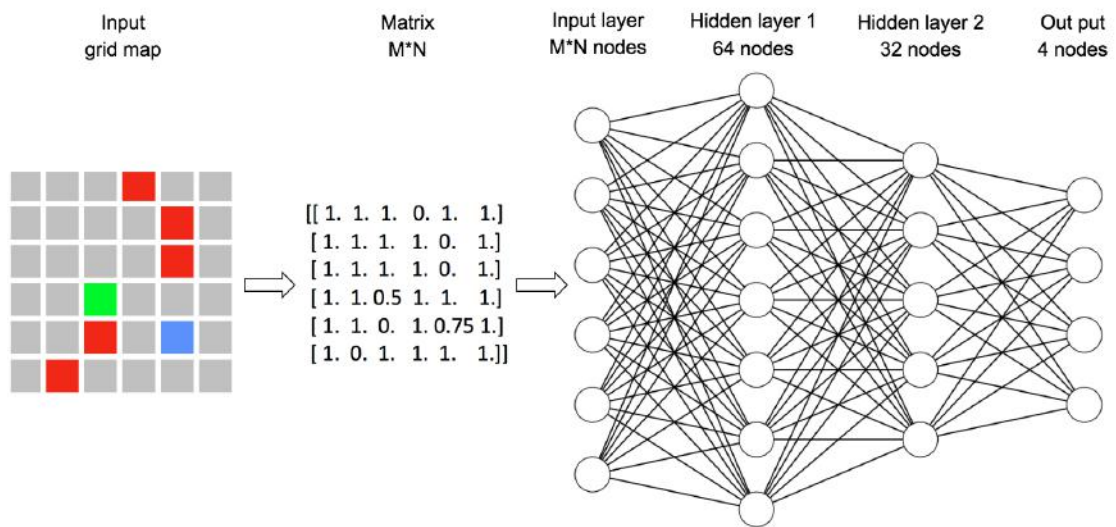 Input
grid map
Matrix
M*N
Input layer
M*N nodes
Hidden layer 1
64 nodes
Hidden layer 2
32 nodes
Out put
4 nodes
[[ 1. 1. 1. 0. 1. 1.]
[ 1. 1. 1. 1. 0. 1.]
[ 1. 1. 1. 1. 0. 1.]
[ 1. 1. 0.5 1. 1. 1.]
[ 1. 1. 0. 1. 0.75 1.]
[ 1. 0. 1. 1. 1. 1.]]